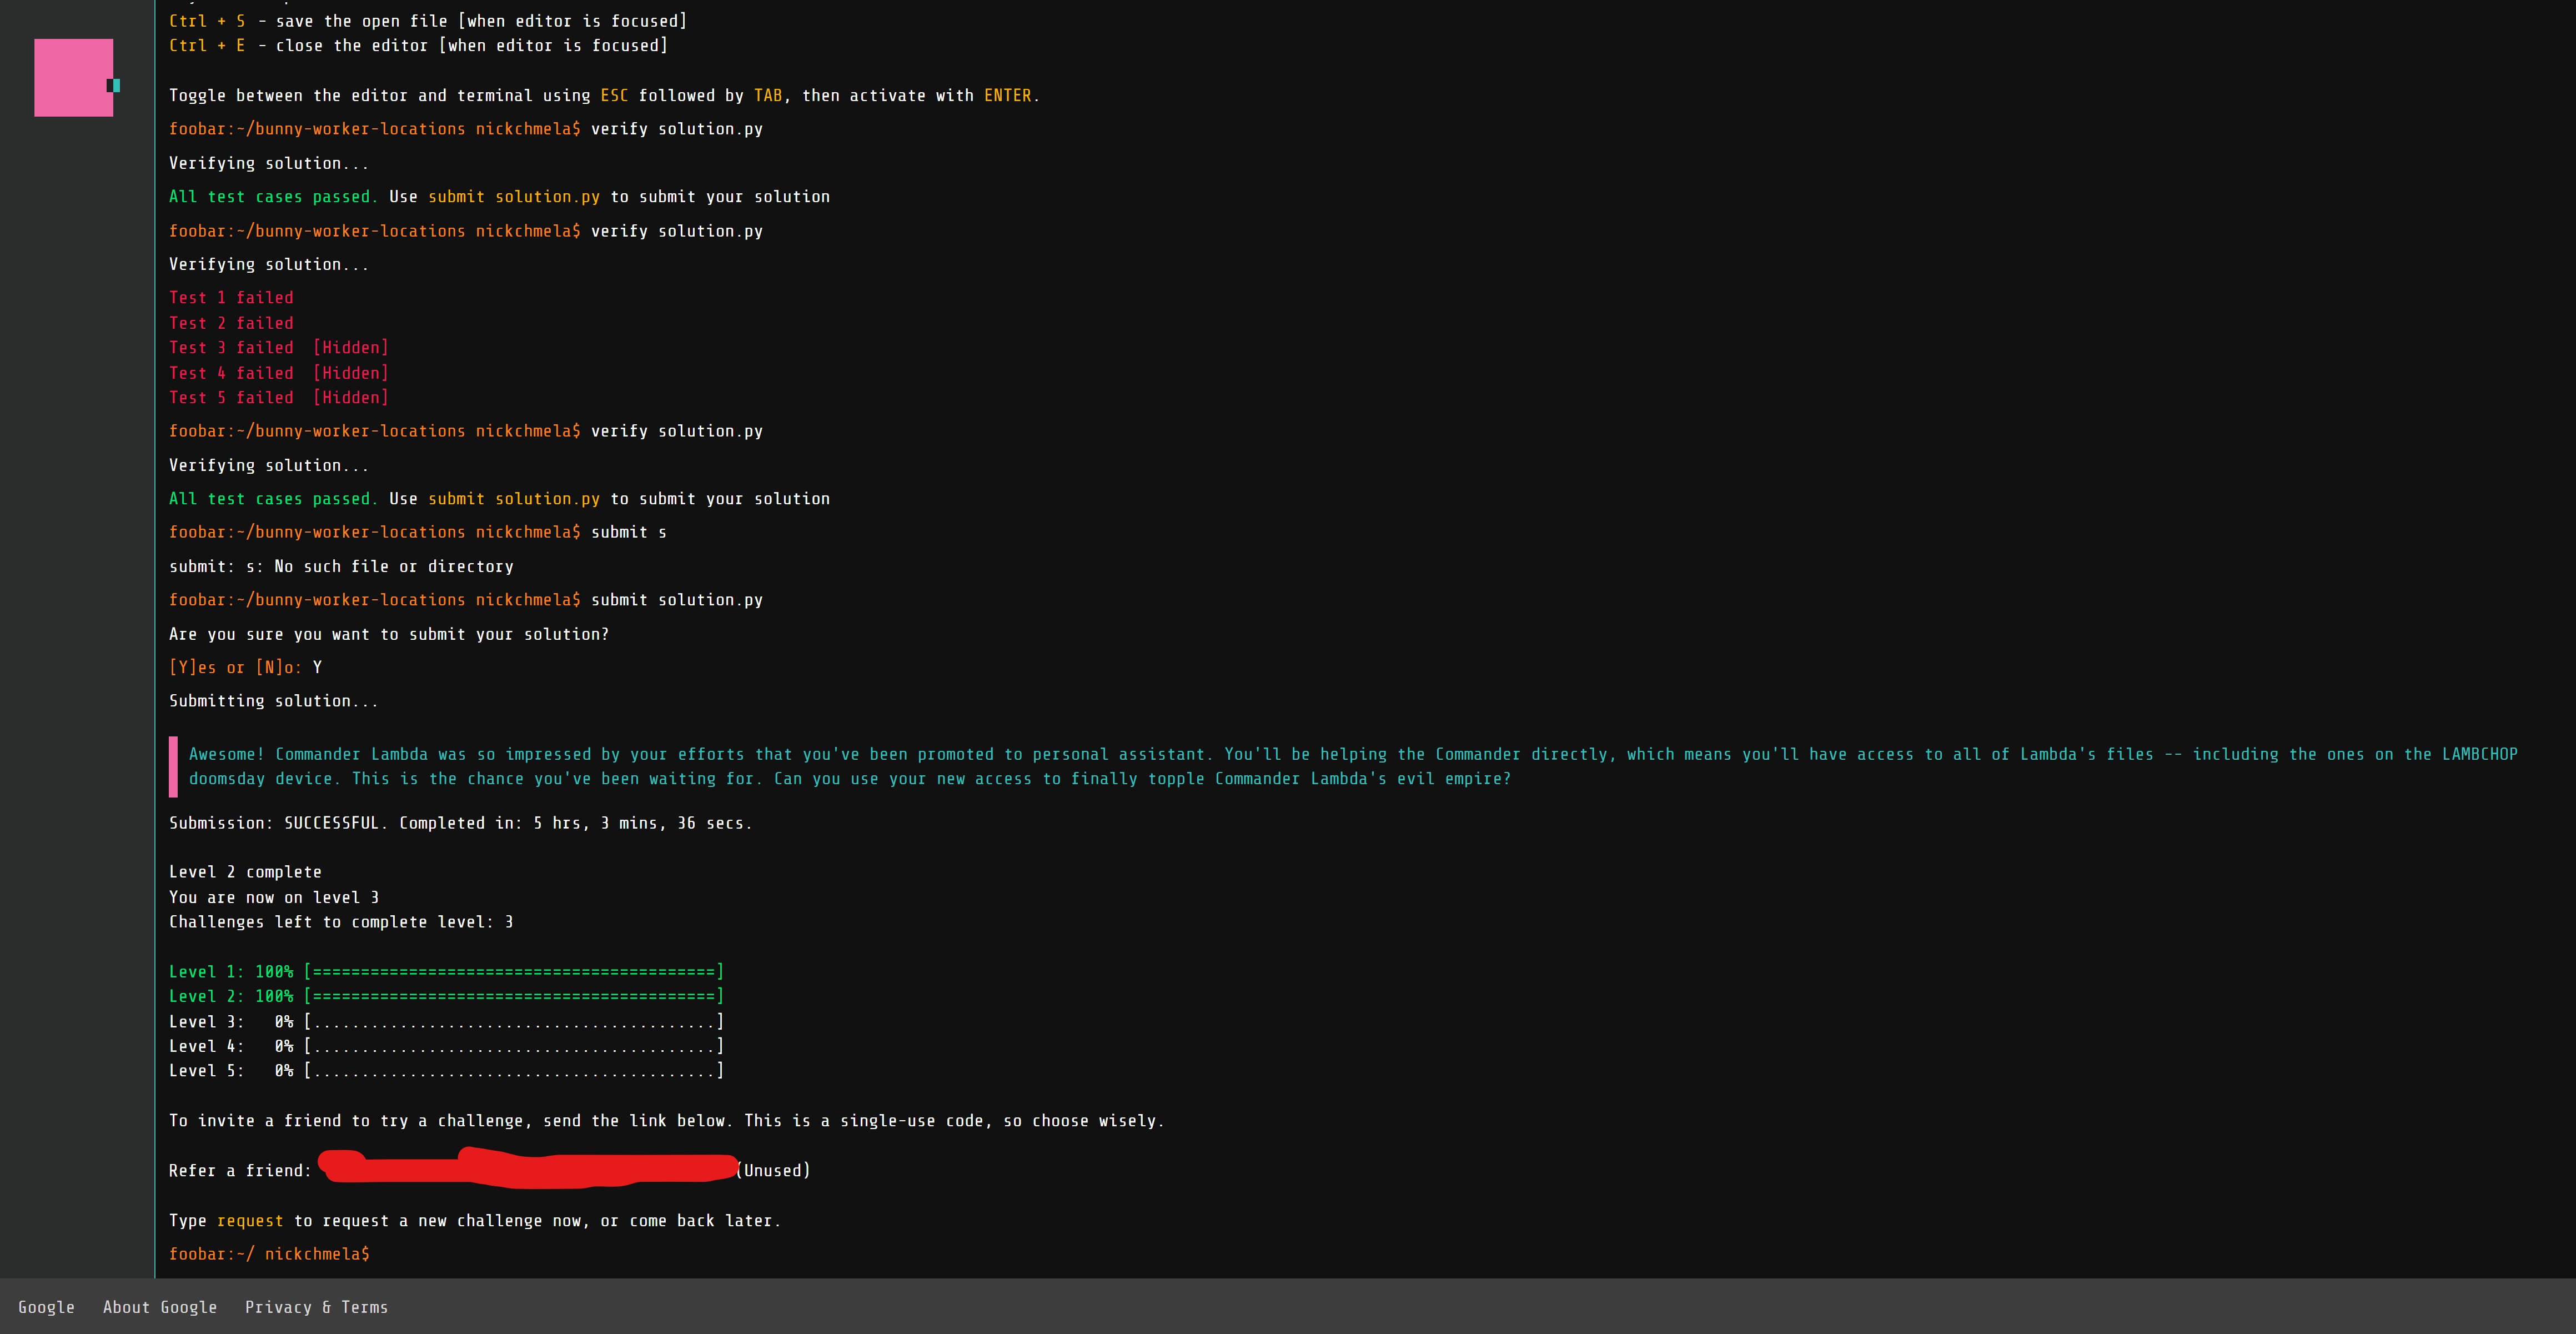 Ctrl + S - save the open file [when editor is focused]
Ctrl + E - close the editor [when editor is focused]
Toggle between the editor and terminal using ESC followed by TAB, then activate with ENTER.
foobar:~/bunny-worker-locations nickchmela$ verify solution.py
Verifying solution...
All test cases passed. Use submit solution.py to submit your solution
foobar:~/bunny-worker-locations nickchmela$ verify solution.py
Verifying solution...
Test 1 failed
Test 2 failed
Test 3 failed  [Hidden]
Test 4 failed  [Hidden]
Test 5 failed  [Hidden]
foobar:~/bunny-worker-locations nickchmela$ verify solution.py
Verifying solution...
All test cases passed. Use submit solution.py to submit your solution
foobar:~/bunny-worker-locations nickchmela$ submit s
submit: s: No such file or directory
foobar:~/bunny-worker-locations nickchmela$ submit solution.py
Are you sure you want to submit your solution?
[Y]es or [N]o: Y
Submitting solution...
Awesome! Commander Lambda was so impressed by your efforts that you've been promoted to personal assistant. You'll be helping the Commander directly, which means you'll have access to all of Lambda's files -- including the ones on the LAMBCHOP
doomsday device. This is the chance you've been waiting for. Can you use your new access to finally topple Commander Lambda's evil empire?
Submission: SUCCESSFUL. Completed in: 5 hrs, 3 mins, 36 secs.
Level 2 complete
You are now on level 3
Challenges left to complete level: 3
Level 1: 100% [==========================================]
Level 2: 100% [==========================================]
Level 3:   0% [..........................................]
Level 4:   0% [..........................................]
Level 5:   0% [..........................................]
To invite a friend to try a challenge, send the link below. This is a single-use code, so choose wisely.
Refer a friend: (Unused)
Type request to request a new challenge now, or come back later.
foobar:~/ nickchmela$
Google   About Google   Privacy & Terms